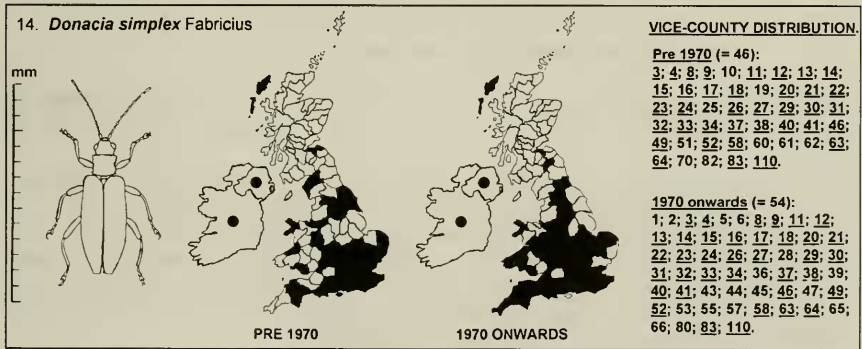 14. Donacia simplex Fabricius
mm
PRE 1970
1970 ONWARDS
VICE-COUNTY DISTRIBUTION.
Pre 1970 (= 46):
3; 4; 8; 9; 10; 11; 12; 13; 14;
15; 16; 17; 18; 19; 20; 21; 22;
23; 24; 25; 26; 27; 29; 30; 31;
32; 33; 34; 37; 38; 40; 41; 46;
49; 51; 52; 58; 60; 61; 62; 63;
64; 70; 82; 83; 110.
1970 onwards (= 54):
1; 2; 3; 4; 5; 6; 8; 9; 11; 12;
13; 14; 15; 16; 17; 18; 20; 21;
22; 23; 24; 26; 27; 28; 29; 30;
31; 32; 33; 34; 36; 37; 38; 39;
40; 41; 43; 44; 45; 46; 47; 49;
52; 53; 55; 57; 58; 63; 64; 65;
66; 80; 83; 110.